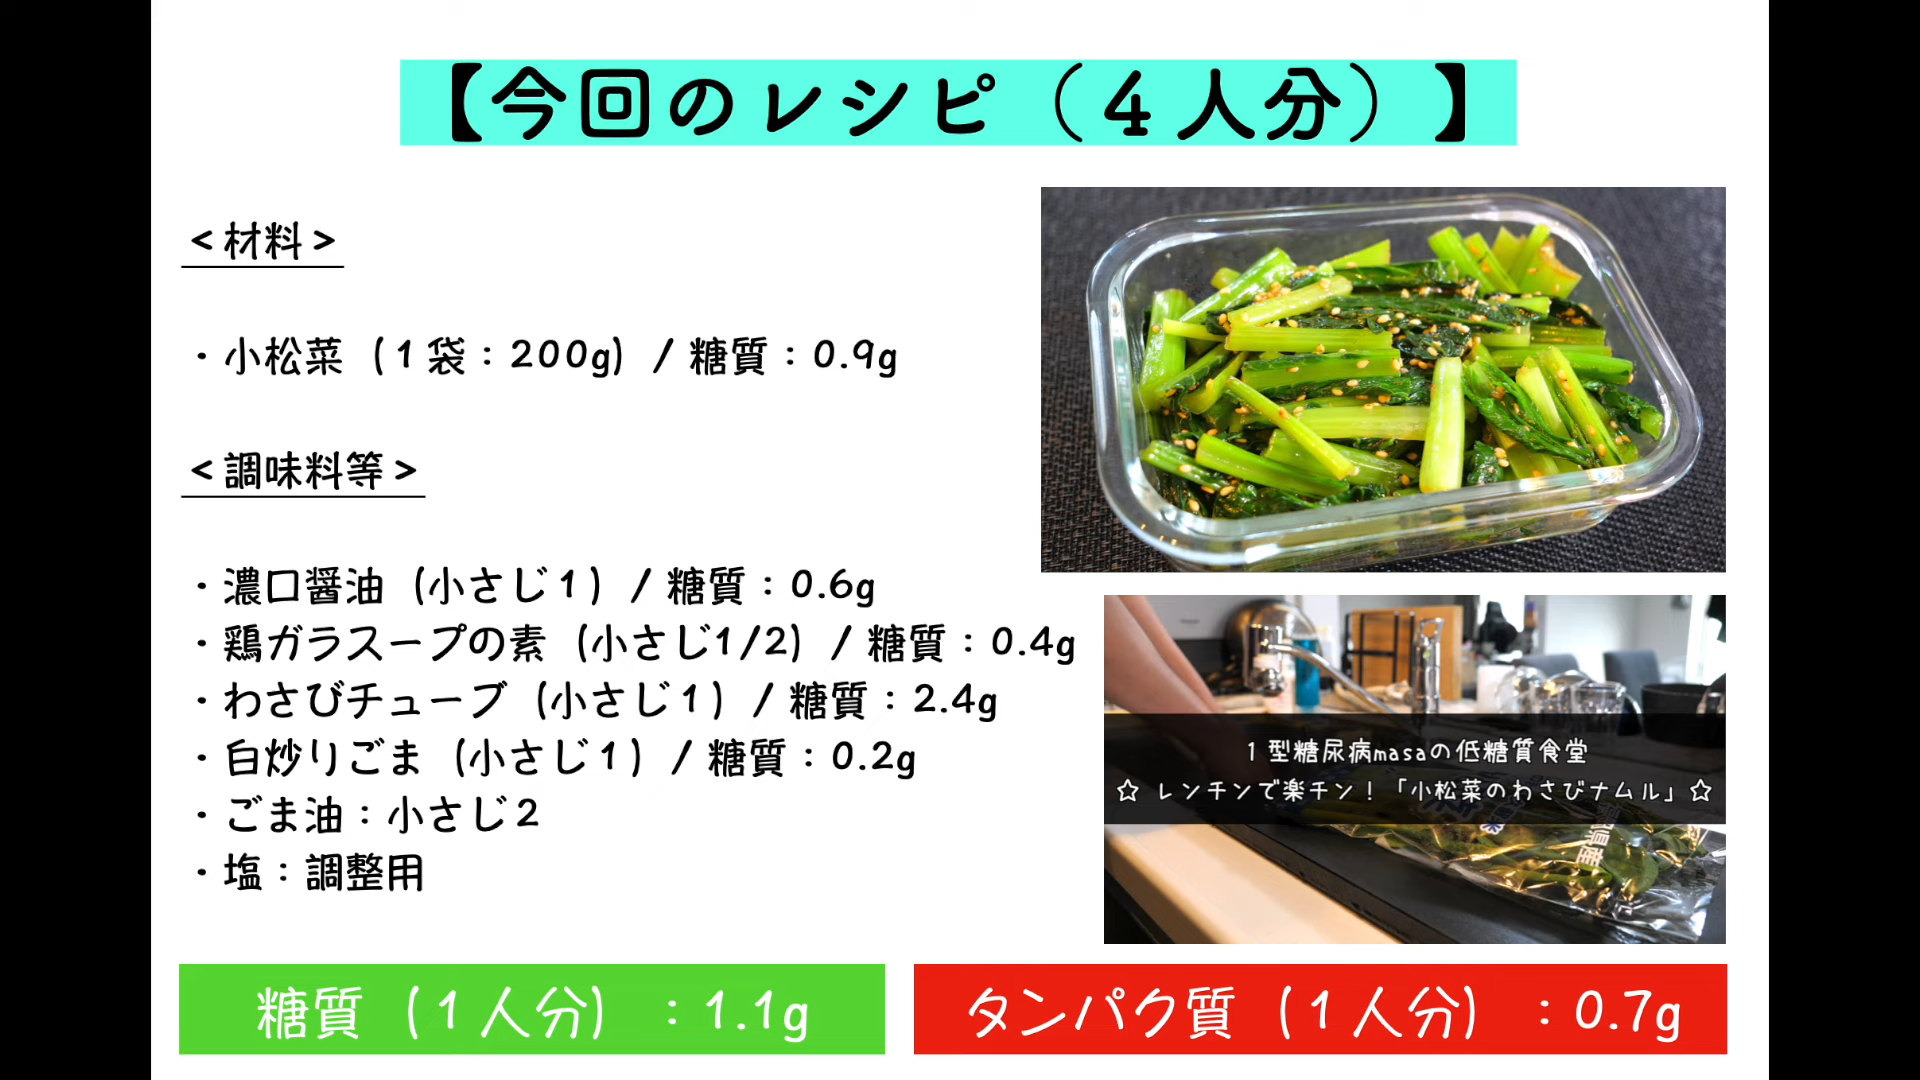 【今回のレシピ（４人分）】
＜材料＞
・小松菜（１袋：200g）/ 糖質：0.9g
＜調味料等＞
・濃口醤油（小さじ１）/ 糖質：0.6g
・鶏ガラスープの素（小さじ1/2）/ 糖質：0.4g
・わさびチューブ（小さじ１）/ 糖質：2.4g
・白炒りごま（小さじ１）/ 糖質：0.2g
・ごま油：小さじ２
・塩：調整用
１型糖尿病masaの低糖質食堂
☆ レンチンで楽チン！「小松菜のわさびナムル」☆
県産
糖質（１人分）：1.1g
タンパク質（１人分）：0.7g